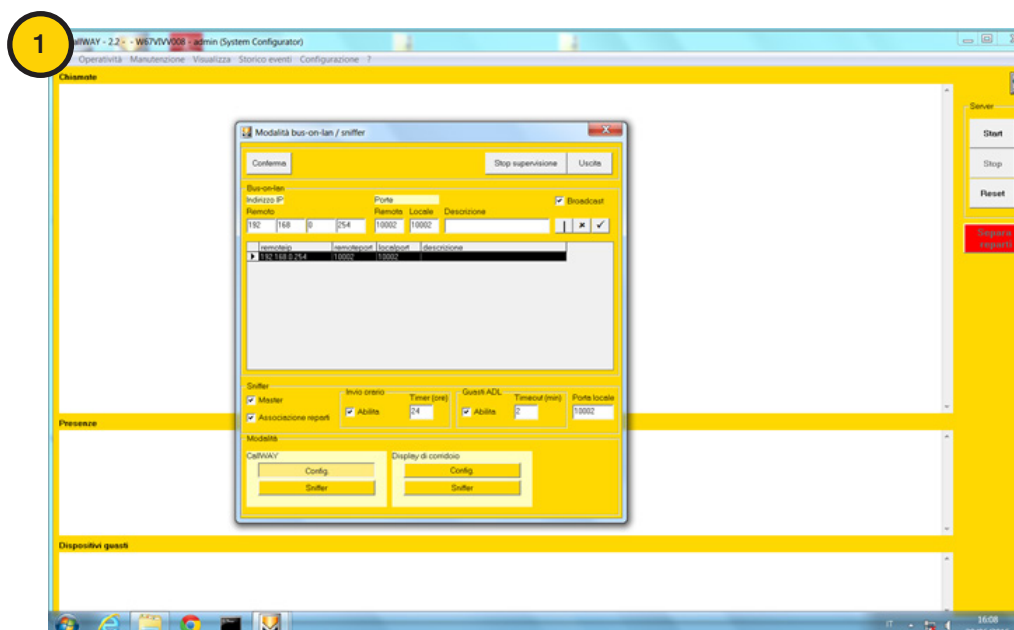 1
allWAY - 2.2 - - W67VIVV008 - admin (System Configurator)
Operatività Manutenzione Visualizza Storico eventi Configurazione ?
Chiamate
Server
Start
Stop
Reset
Separa
reparti
Modalità bus-on-lan / sniffer
Conferma Stop supervisione Uscita
Bus-on-lan
Indirizzo IP Porte Broadcast
Remoto Remota Locale Descrizione
192 168 0 254 10002 10002
remoteip remoteport localport descrizione
192.168.0.254 10002 10002
Sniffer
Master
Associazione reparti
Invio orario
Timer (ore)
Abilita 24
Guasti ADL
Timeout (min)
Abilita 2
Porta locale
10002
Modalità
CallWAY Display di corridoio
Config. Config.
Sniffer Sniffer
Presenze
Dispositivi guasti
IT
16:08